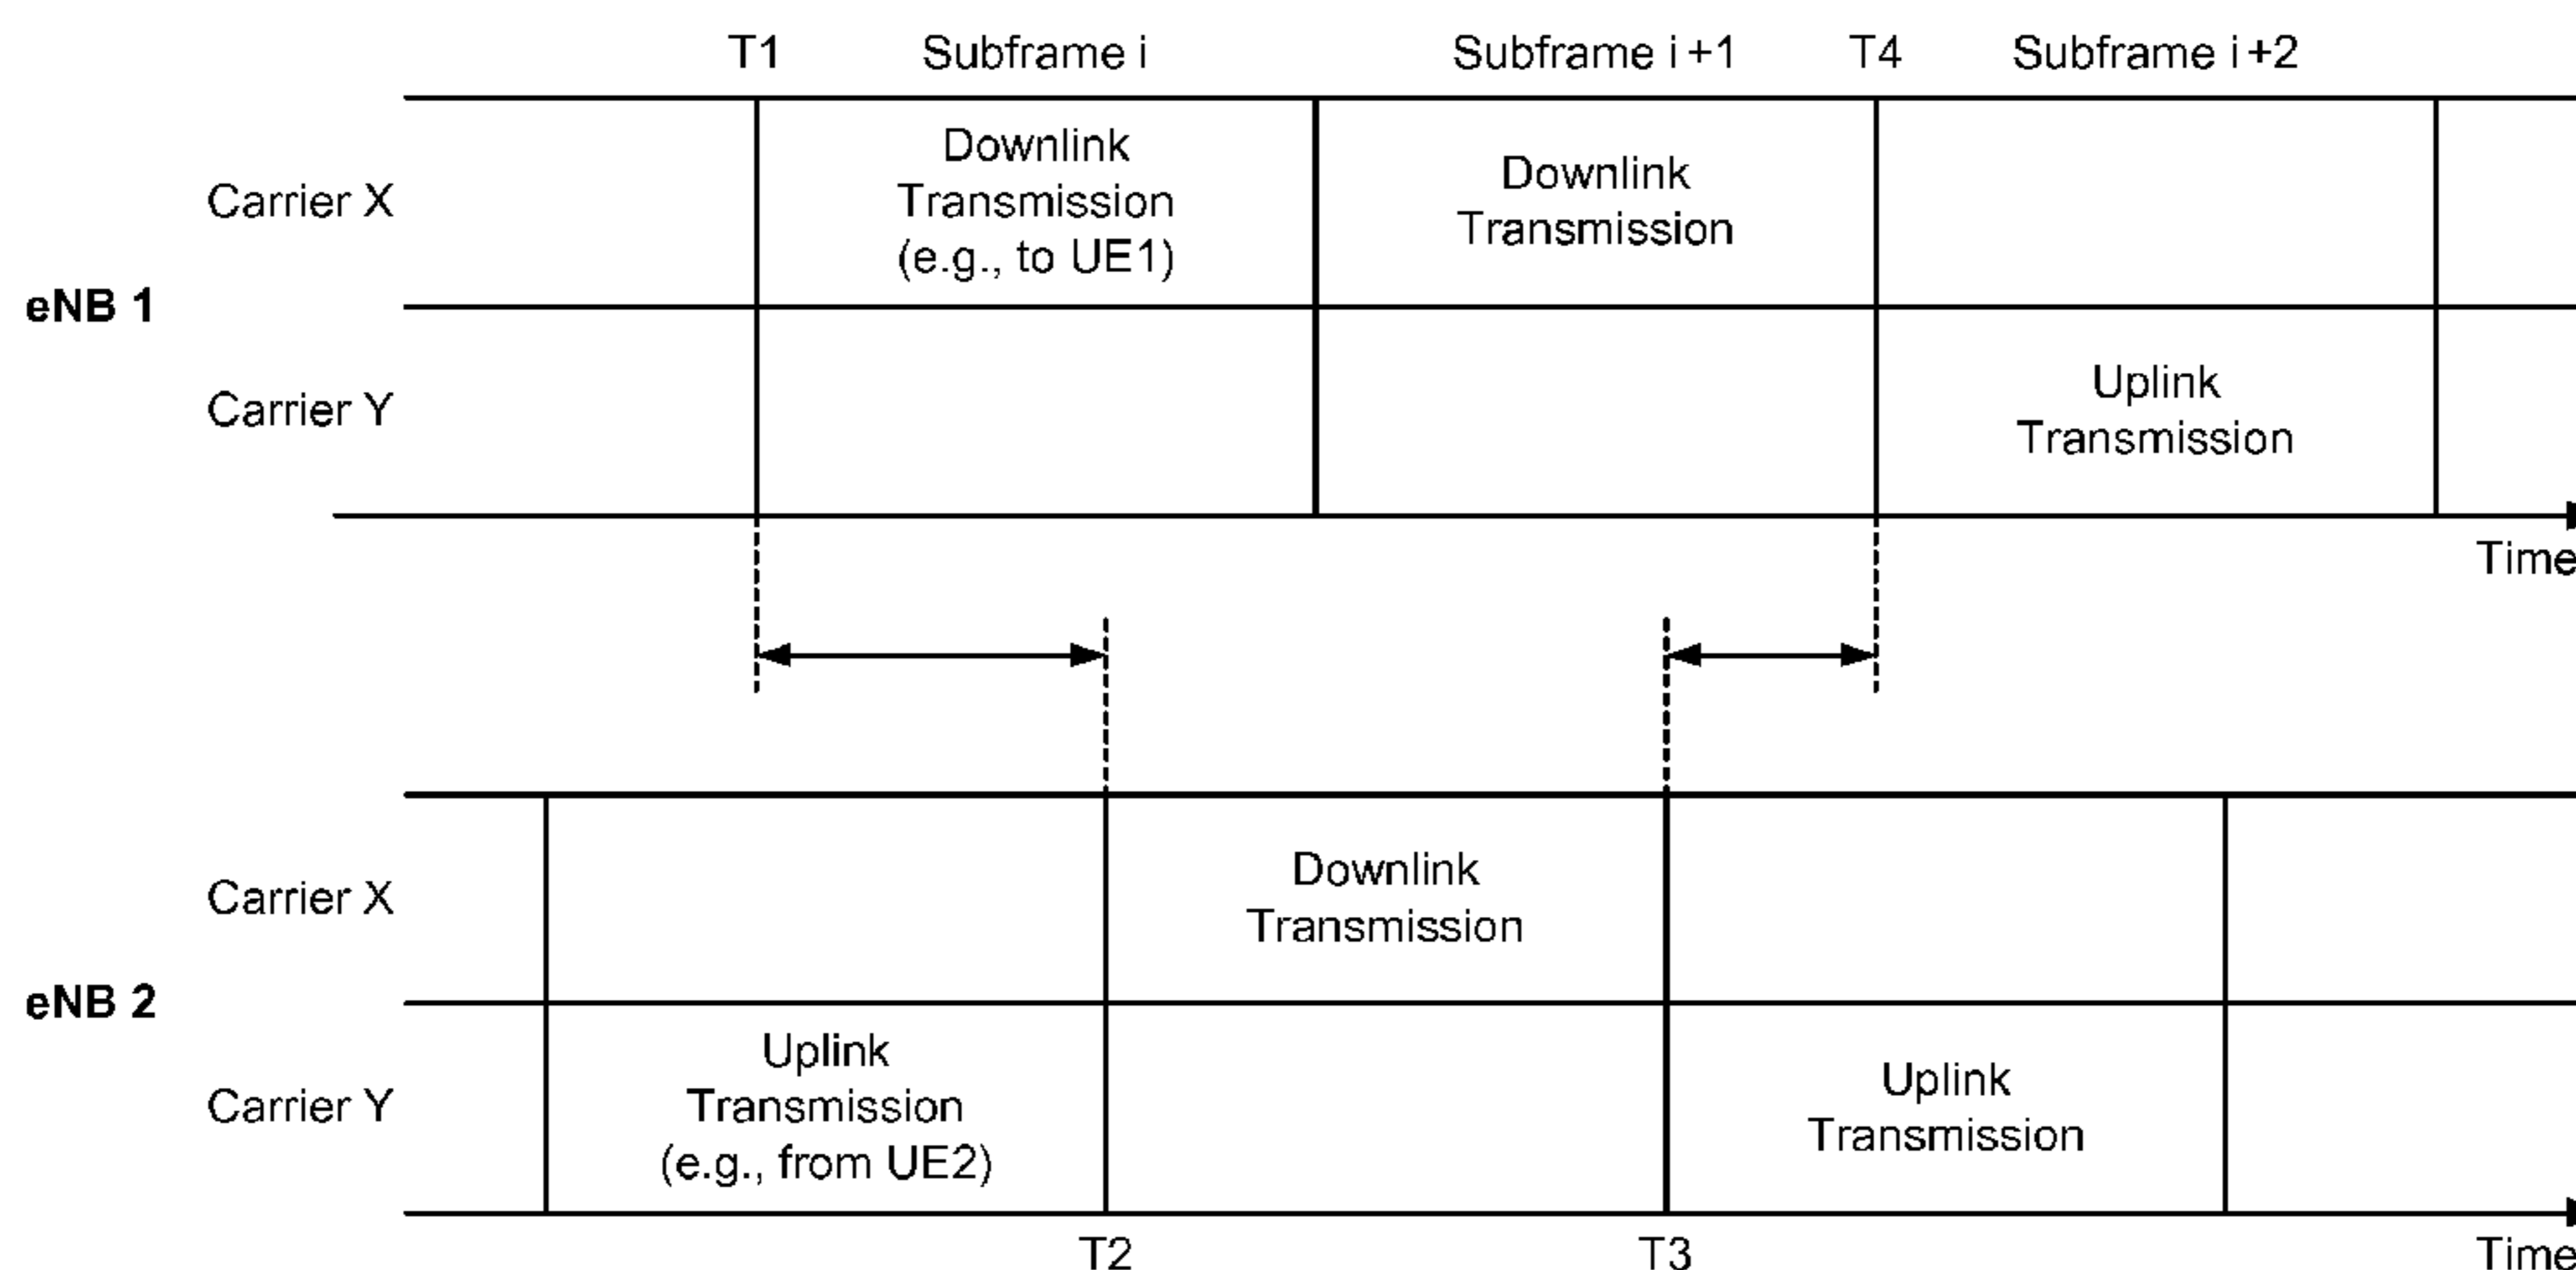 T1 Subframe i Subframe i +1 T4 Subframe i +2
Carrier X
Downlink
Transmission
(e.g., to UE1)
Downlink
Transmission
eNB 1
Carrier Y
Uplink
Transmission
Time
Carrier X
Downlink
Transmission
eNB 2
Carrier Y
Uplink
Transmission
(e.g., from UE2)
Uplink
Transmission
T2 T3 Time